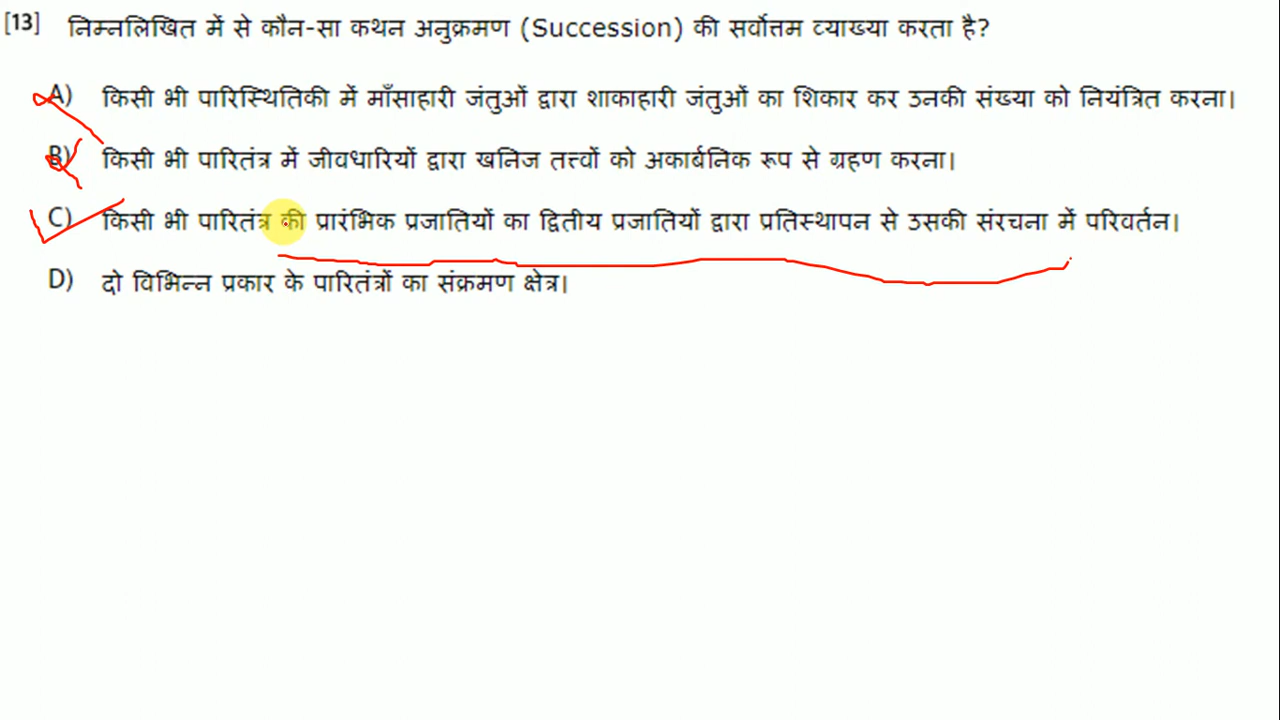 [13] निम्नलिखित में से कौन-सा कथन अनुक्रमण (Succession) की सर्वोत्तम व्याख्या करता है?
A) किसी भी पारिस्थितिकी में माँसाहारी जंतुओं द्वारा शाकाहारी जंतुओं का शिकार कर उनकी संख्या को नियंत्रित करना।
B) किसी भी पारितंत्र में जीवधारियों द्वारा खनिज तत्त्वों को अकार्बनिक रूप से ग्रहण करना।
C) किसी भी पारितंत्र की प्रारंभिक प्रजातियों का द्वितीय प्रजातियों द्वारा प्रतिस्थापन से उसकी संरचना में परिवर्तन।
D) दो विभिन्न प्रकार के पारितंत्रों का संक्रमण क्षेत्र।